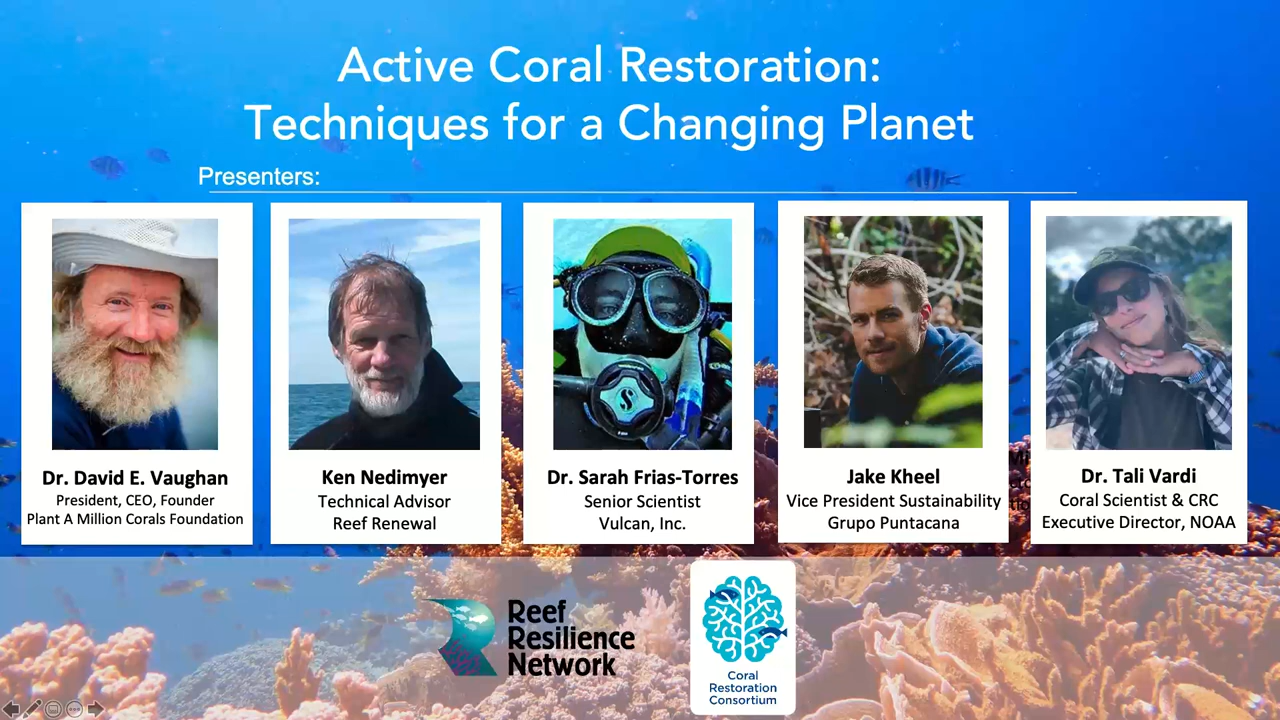 Active Coral Restoration:
Techniques for a Changing Planet
Presenters:
Dr. David E. Vaughan
President, CEO, Founder
Plant A Million Corals Foundation
Ken Nedimyer
Technical Advisor
Reef Renewal
Dr. Sarah Frias-Torres
Senior Scientist
Vulcan, Inc.
Jake Kheel
Vice President Sustainability
Grupo Puntacana
Dr. Tali Vardi
Coral Scientist & CRC
Executive Director, NOAA
Reef
Resilience
Network
Coral
Restoration
Consortium